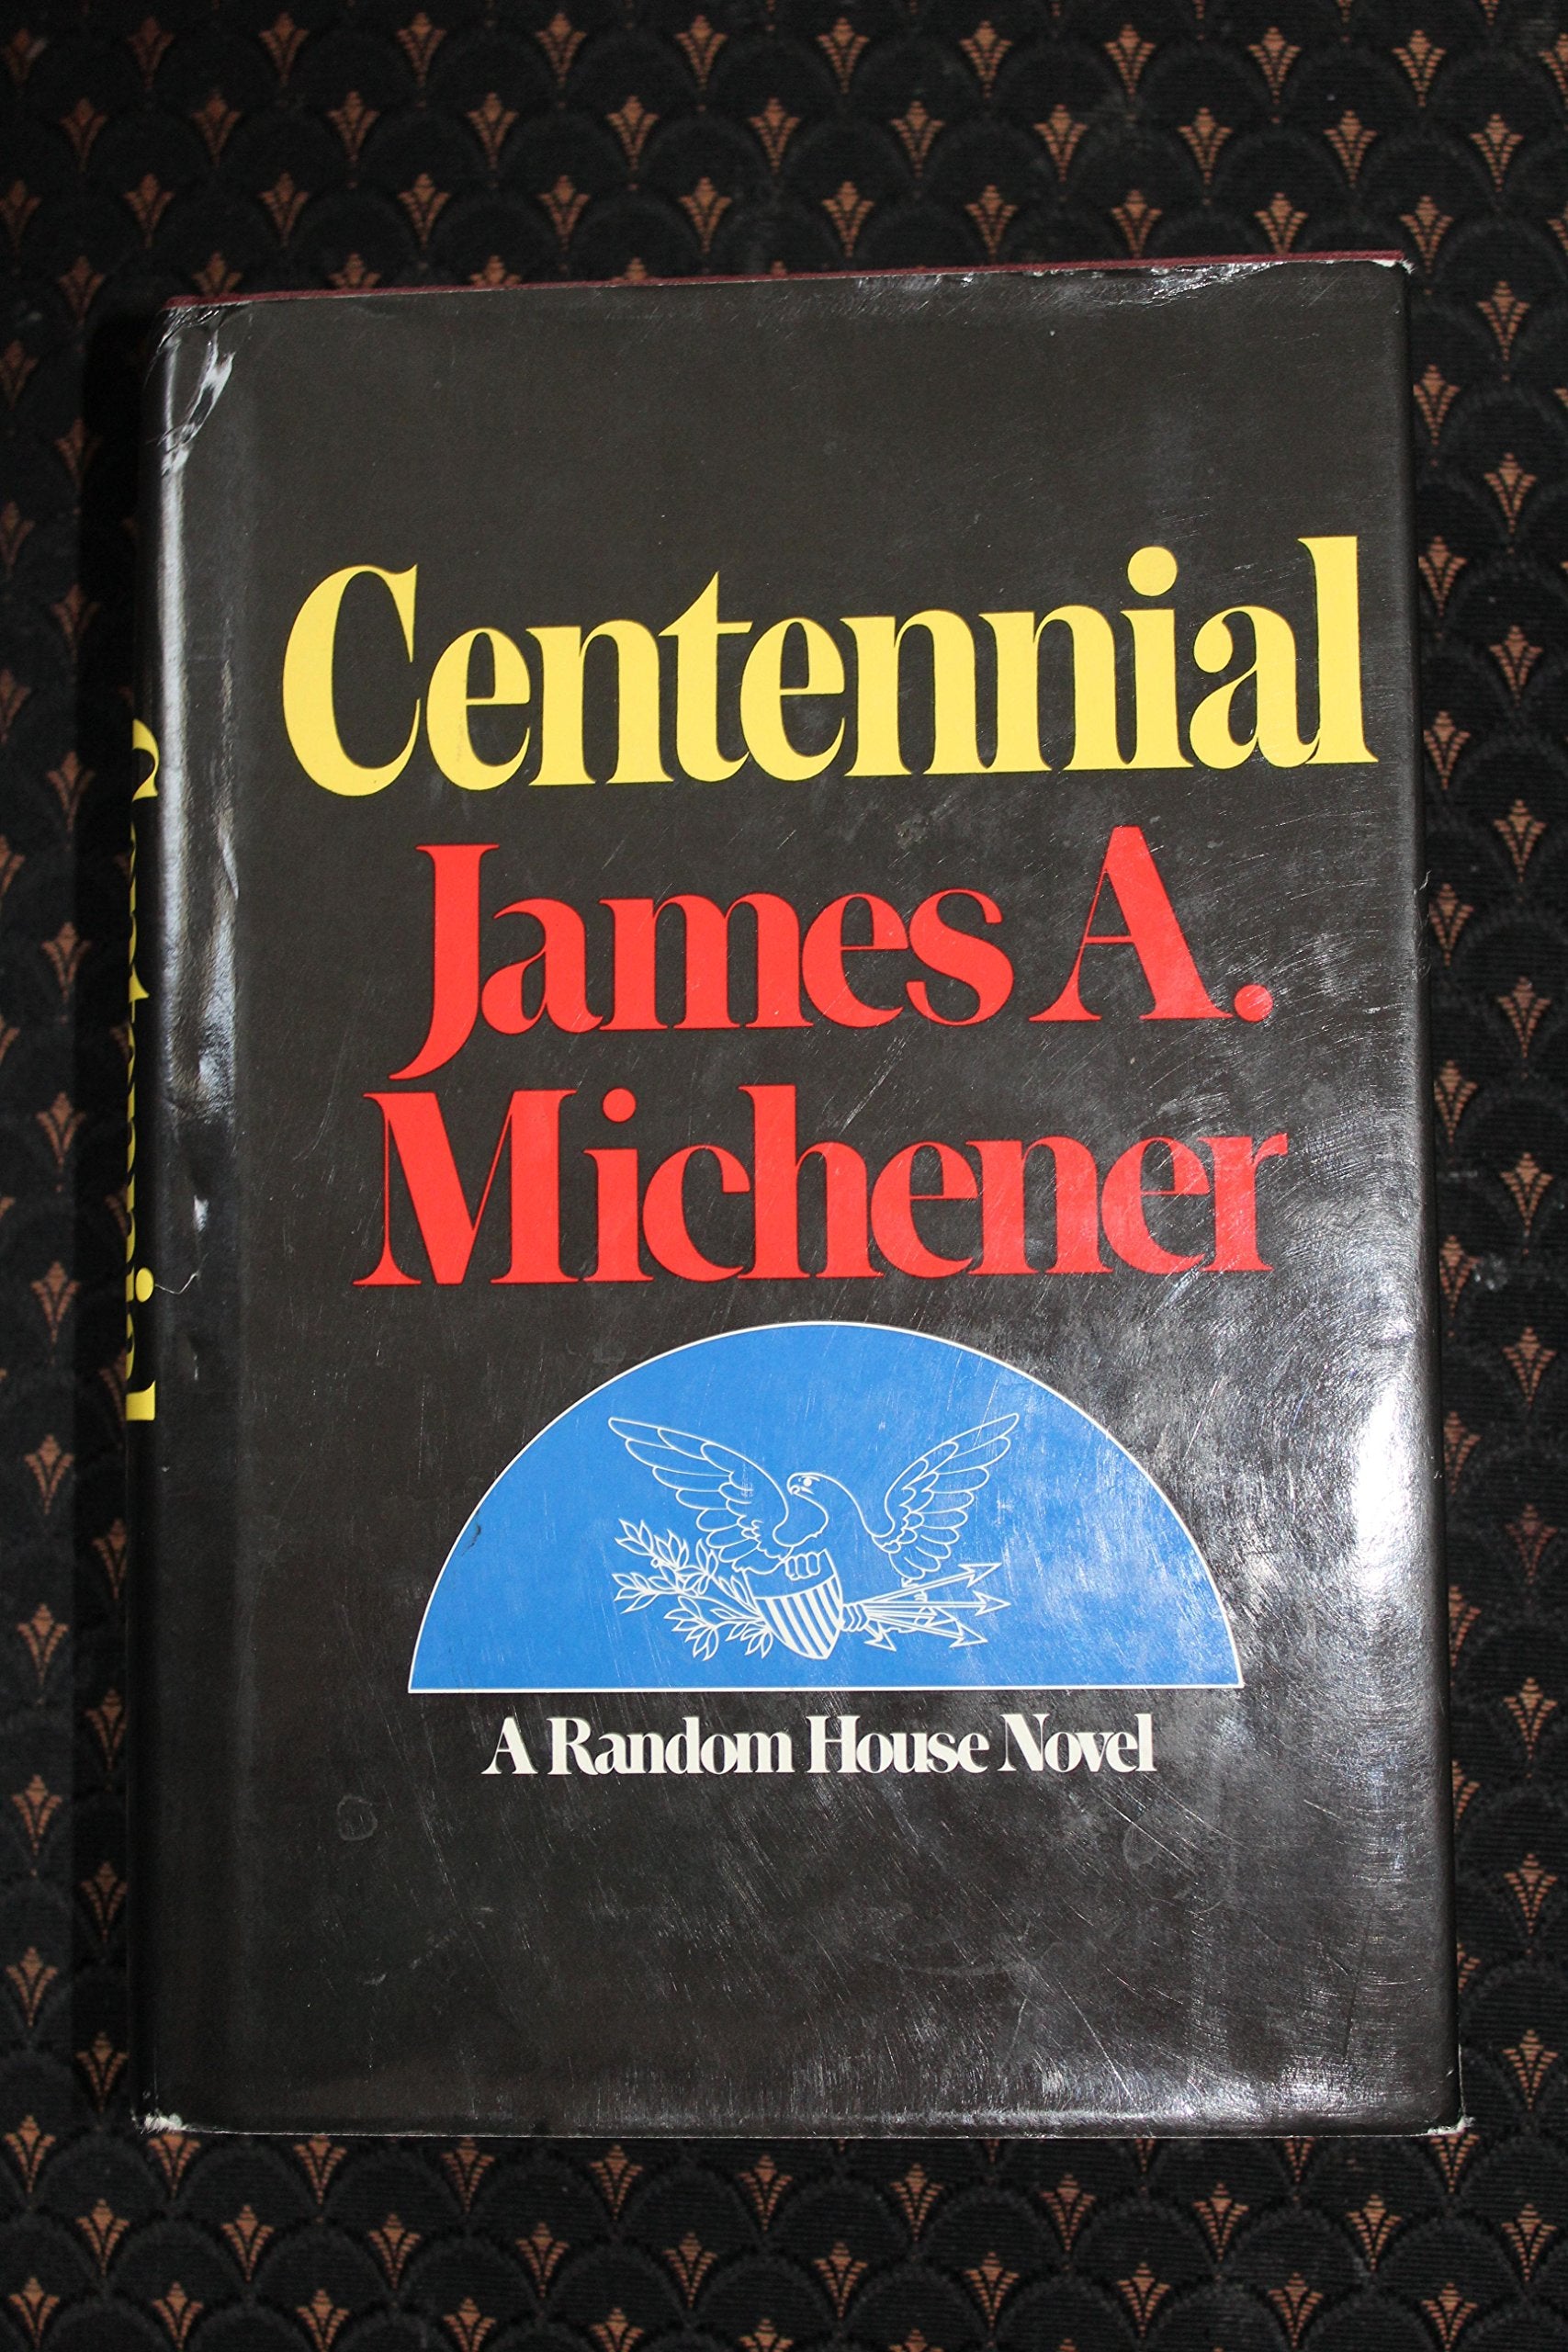 Centennial
James A.
Michener
A Random House Novel